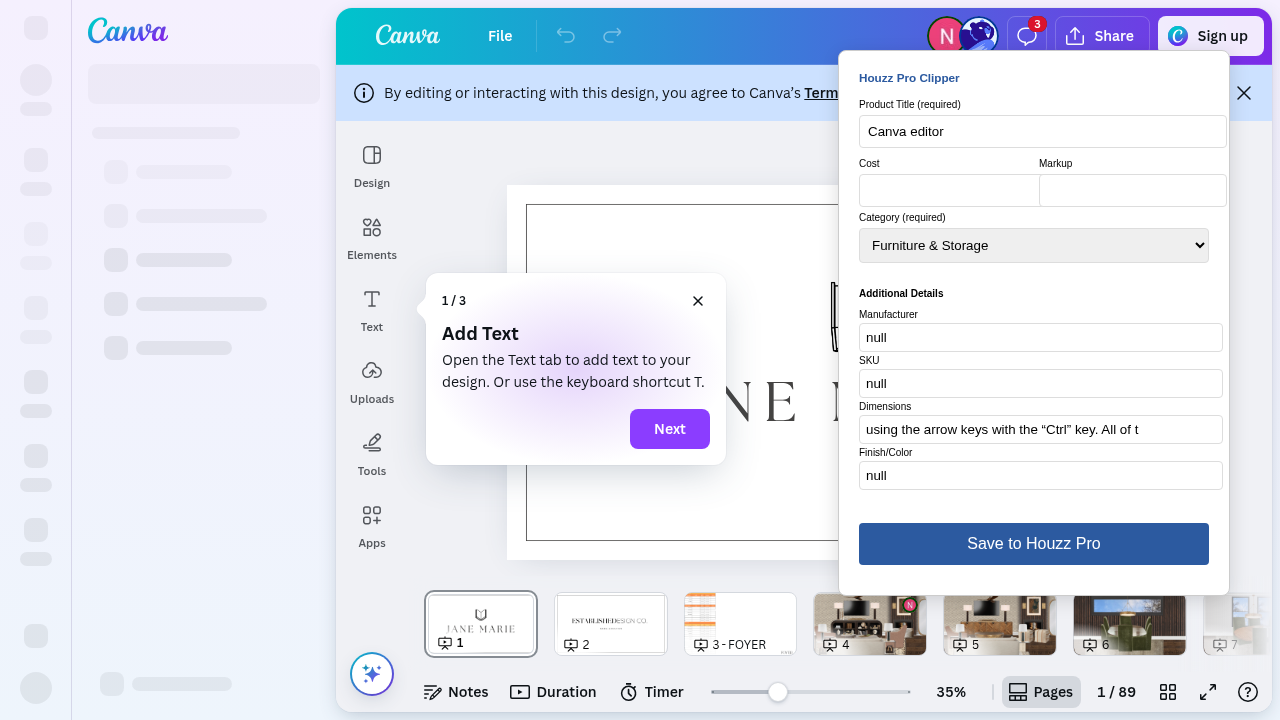 Canva
Canva
File
N
3
Share
Sign up
By editing or interacting with this design, you agree to Canva's Term
Design
Elements
Text
Uploads
Tools
Apps
1 / 3
Add Text
Open the Text tab to add text to your
design. Or use the keyboard shortcut T.
Next
NE
Houzz Pro Clipper
Product Title (required)
Canva editor
Cost
Markup
Category (required)
Furniture & Storage
Additional Details
Manufacturer
null
SKU
null
Dimensions
using the arrow keys with the “Ctrl” key. All of t
Finish/Color
null
Save to Houzz Pro
JANE MARIE
1
ESTABLISHEDESIGN CO.
2
3 - FOYER
N
4
5
6
7
Notes
Duration
Timer
35%
Pages
1 / 89